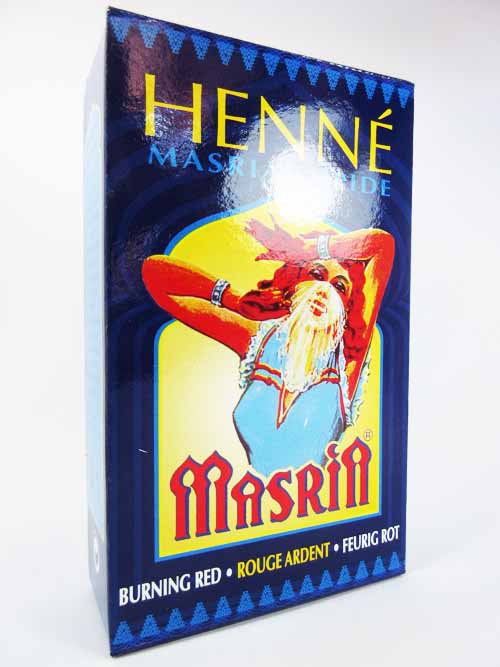 HENNÉ
MASRIA
MASRIA ®
BURNING RED • ROUGE ARDENT • FEURIG ROT